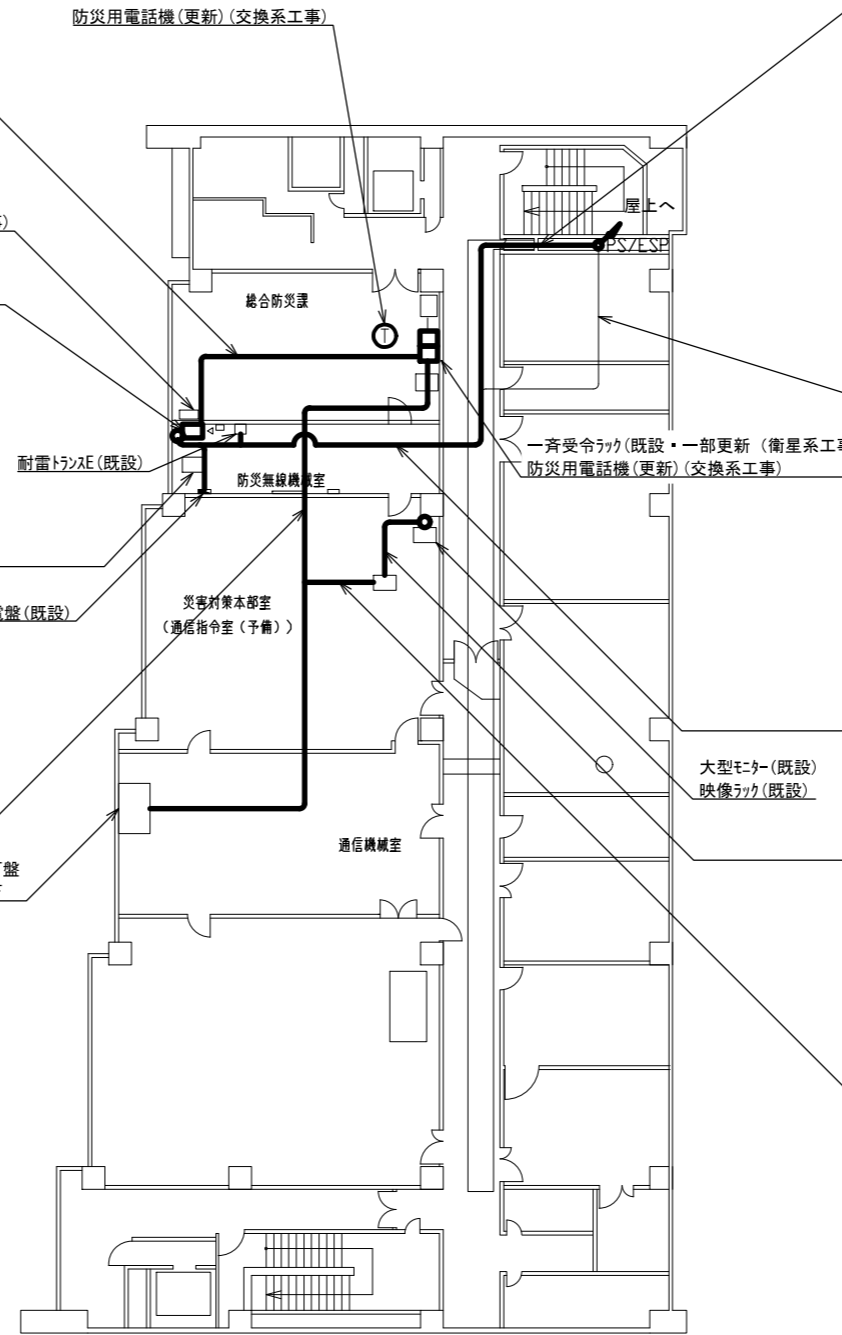 防災用電話機(更新)(交換系工事)
屋上へ
PS/ESP
総合防災課
T
一斉受令ﾗｯｸ(既設・一部更新（衛星系工事
防災用電話機(更新)(交換系工事)
耐雷ﾄﾗﾝｽE(既設)
防災無線機械室
災害対策本部室
（通信指令室（予備））
盤(既設)
大型ﾓﾆﾀｰ(既設)
映像ﾗｯｸ(既設)
通信機械室
盤